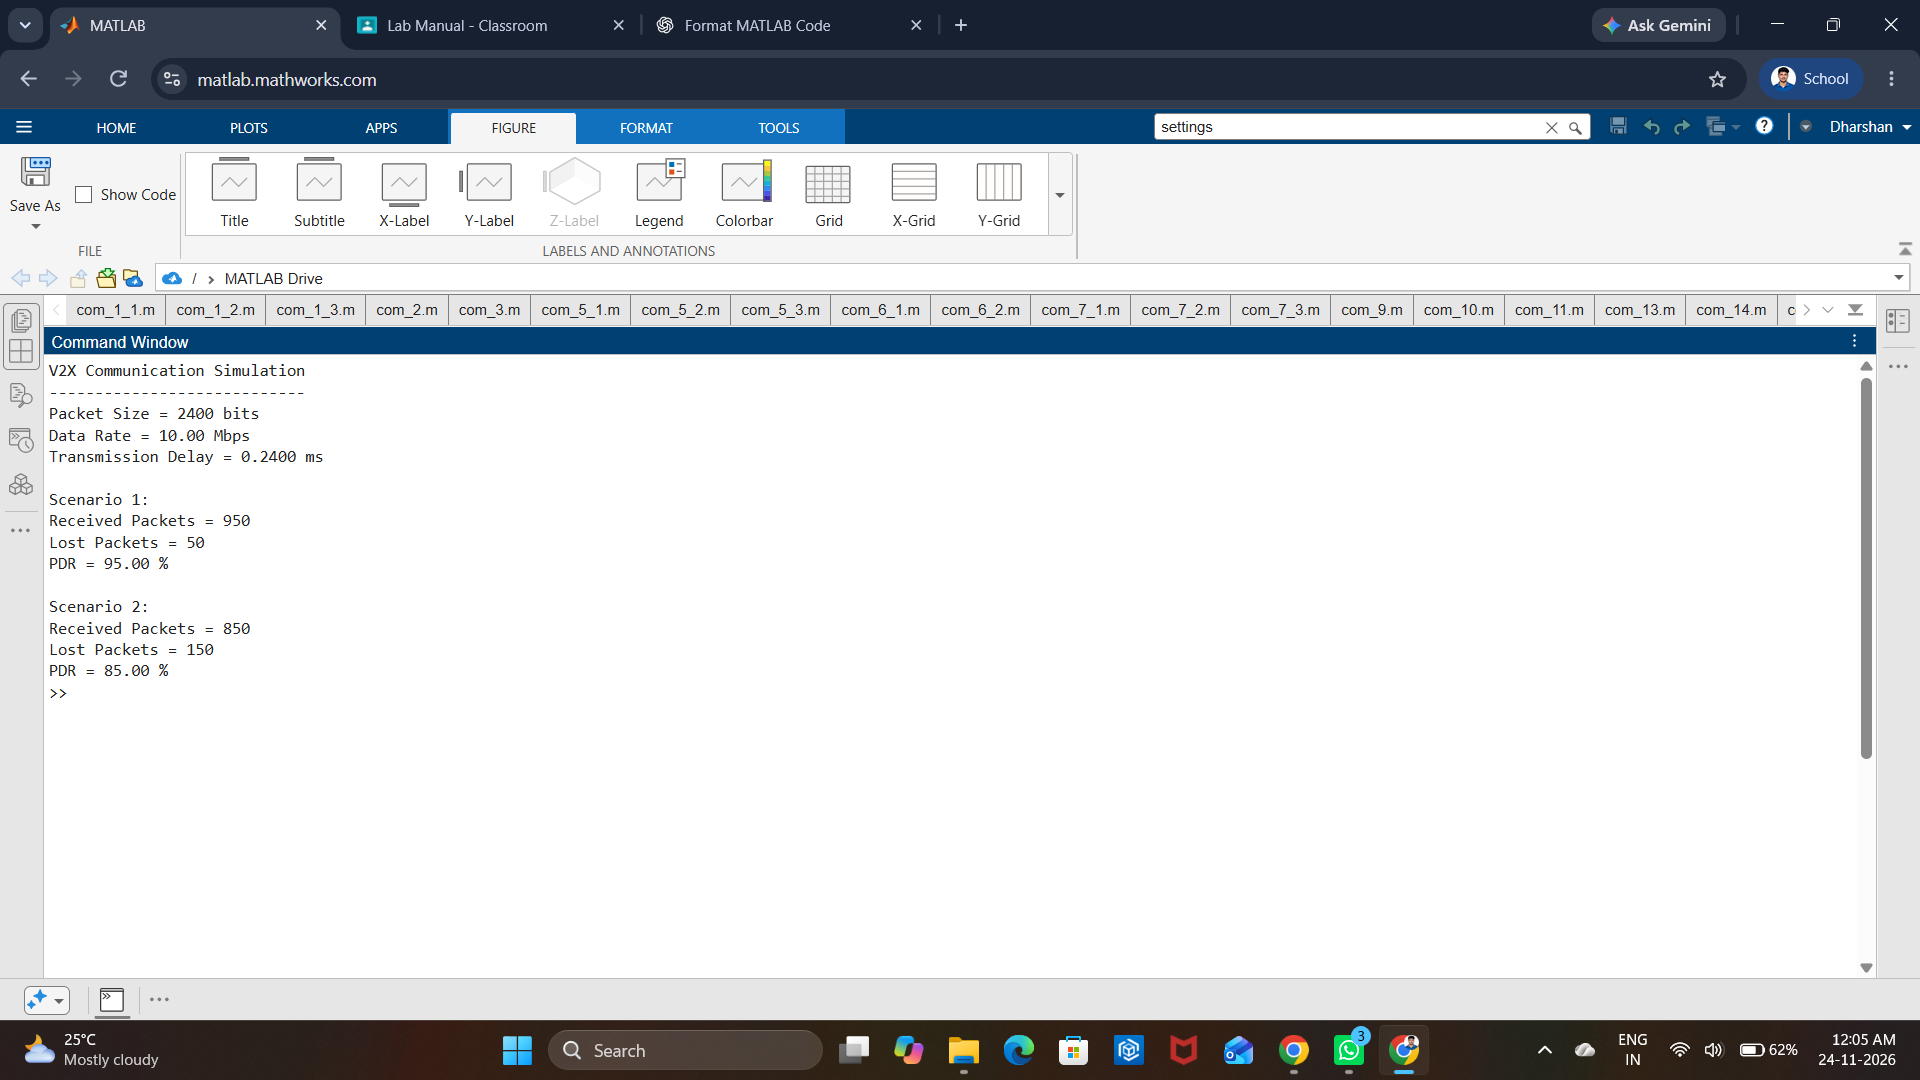 MATLAB
Lab Manual - Classroom
Format MATLAB Code
Ask Gemini
matlab.mathworks.com
School
HOME
PLOTS
APPS
FIGURE
FORMAT
TOOLS
settings
Dharshan
Save As
Show Code
Title
Subtitle
X-Label
Y-Label
Z-Label
Legend
Colorbar
Grid
X-Grid
Y-Grid
FILE
LABELS AND ANNOTATIONS
/ › MATLAB Drive
com_1_1.m
com_1_2.m
com_1_3.m
com_2.m
com_3.m
com_5_1.m
com_5_2.m
com_5_3.m
com_6_1.m
com_6_2.m
com_7_1.m
com_7_2.m
com_7_3.m
com_9.m
com_10.m
com_11.m
com_13.m
com_14.m
Command Window
V2X Communication Simulation
----------------------------
Packet Size = 2400 bits
Data Rate = 10.00 Mbps
Transmission Delay = 0.2400 ms
Scenario 1:
Received Packets = 950
Lost Packets = 50
PDR = 95.00 %
Scenario 2:
Received Packets = 850
Lost Packets = 150
PDR = 85.00 %
>>
25°C
Mostly cloudy
Search
3
ENG
IN
62%
12:05 AM
24-11-2026